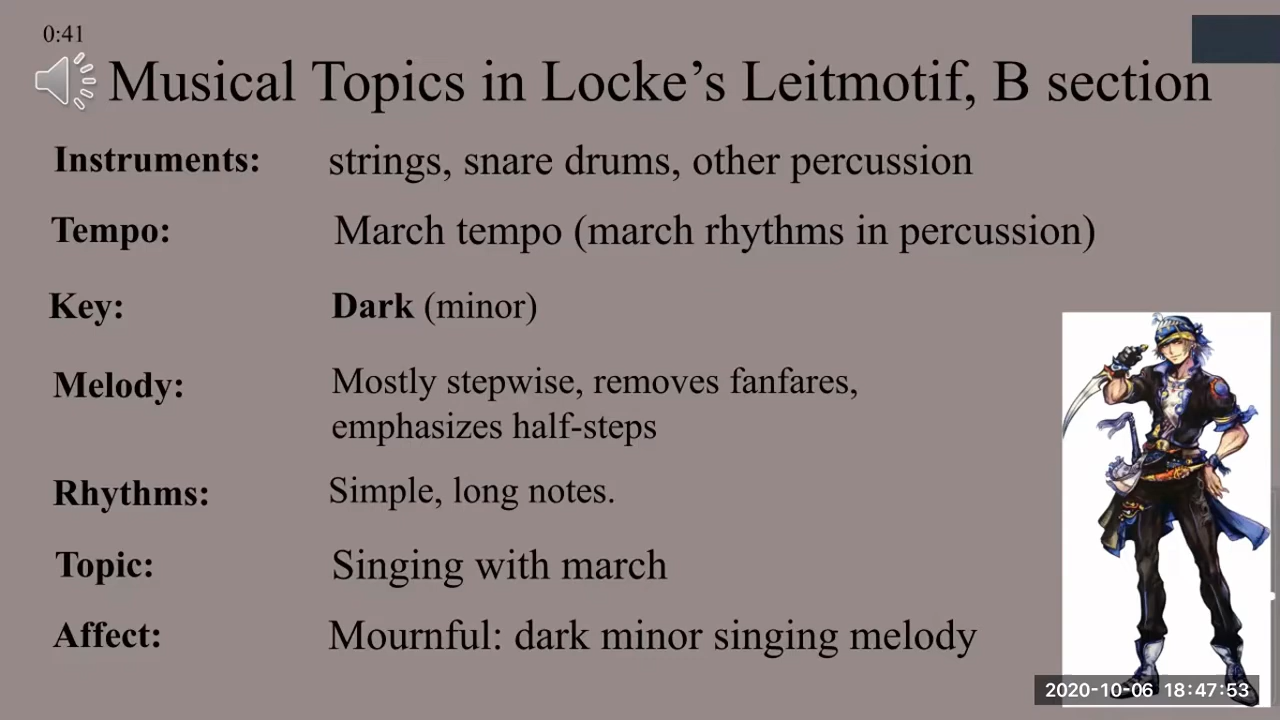 0:41
Musical Topics in Locke’s Leitmotif, B section
Instruments: strings, snare drums, other percussion
Tempo: March tempo (march rhythms in percussion)
Key: Dark (minor)
Melody: Mostly stepwise, removes fanfares,
emphasizes half-steps
Rhythms: Simple, long notes.
Topic: Singing with march
Affect: Mournful: dark minor singing melody
2020-10-06 18:47:53